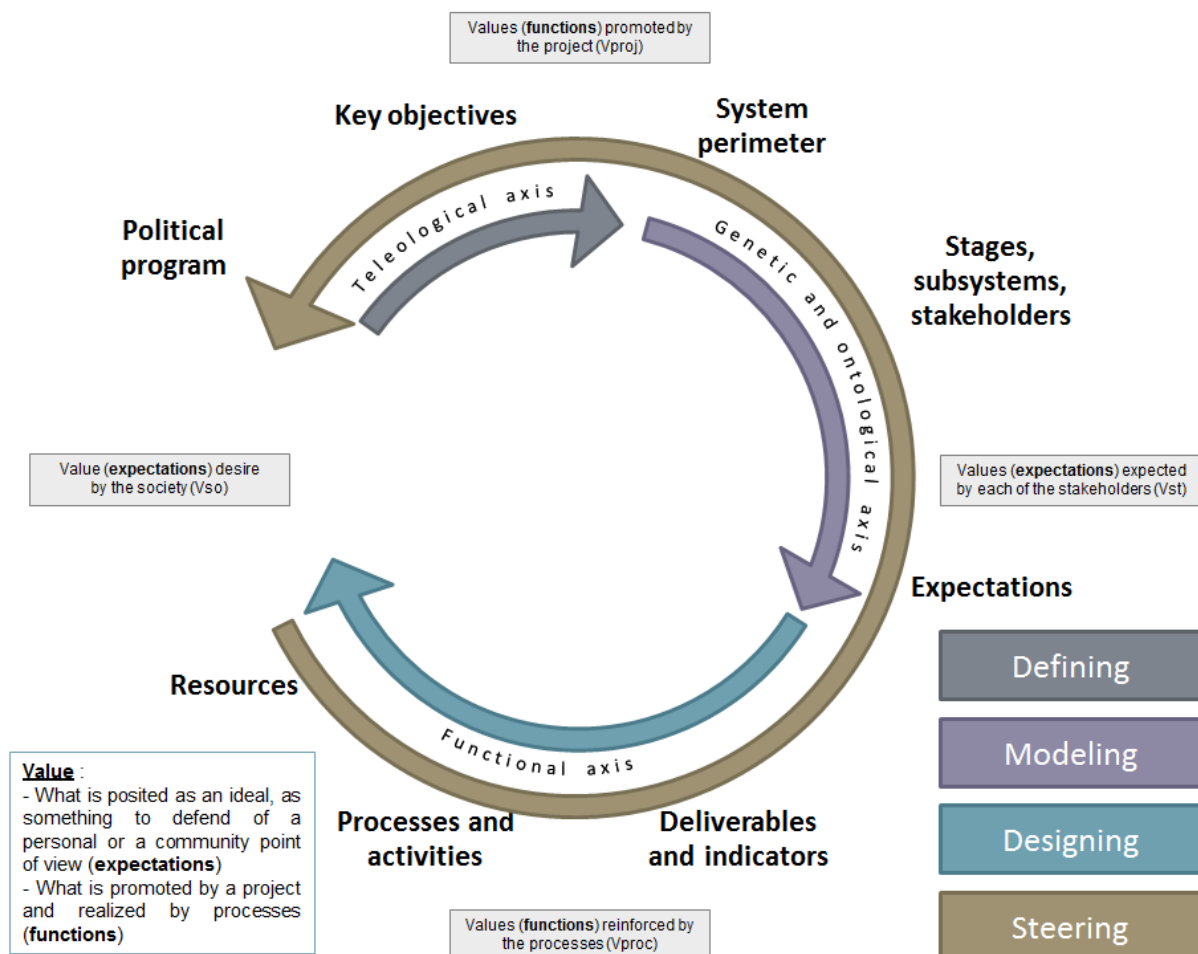 Values (functions) promoted by
the project (Vproj)
Key objectives
System
perimeter
Political
program
Teleological axis
Genetic and ontological axis
Stages,
subsystems,
stakeholders
Value (expectations) desire
by the society (Vso)
Values (expectations) expected
by each of the stakeholders (Vst)
Expectations
Resources
Functional axis
Processes and
activities
Deliverables
and indicators
Value :
- What is posited as an ideal, as
something to defend of a
personal or a community point
of view (expectations)
- What is promoted by a project
and realized by processes
(functions)
Values (functions) reinforced by
the processes (Vproc)
Defining
Modeling
Designing
Steering